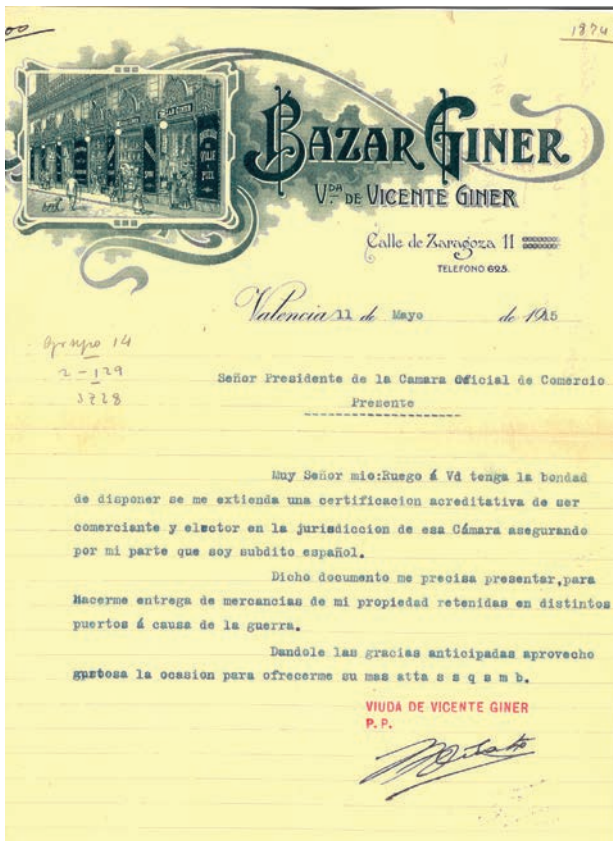 1874
BAZAR GINER
V.DA DE VICENTE GINER
Calle de Zaragoza 11
TELEFONO 625.
Valencia 11 de Mayo de 1915
Grupo 14
2-129
3728
Señor Presidente de la Camara Oficial de Comercio
Presente
Muy Señor mio:Ruego á Vd tenga la bondad
de disponer se me extienda una certificacion acreditativa de ser
comerciante y elector en la jurisdiccion de esa Cámara asegurando
por mi parte que soy subdito español.
Dicho documento me precisa presentar,para
Hacerme entrega de mercancias de mi propiedad retenidas en distintos
puertos á causa de la guerra.
Dandole las gracias anticipadas aprovecho
gustosa la ocasion para ofrecerme su mas atta s s q s m b.
VIUDA DE VICENTE GINER
P.P.